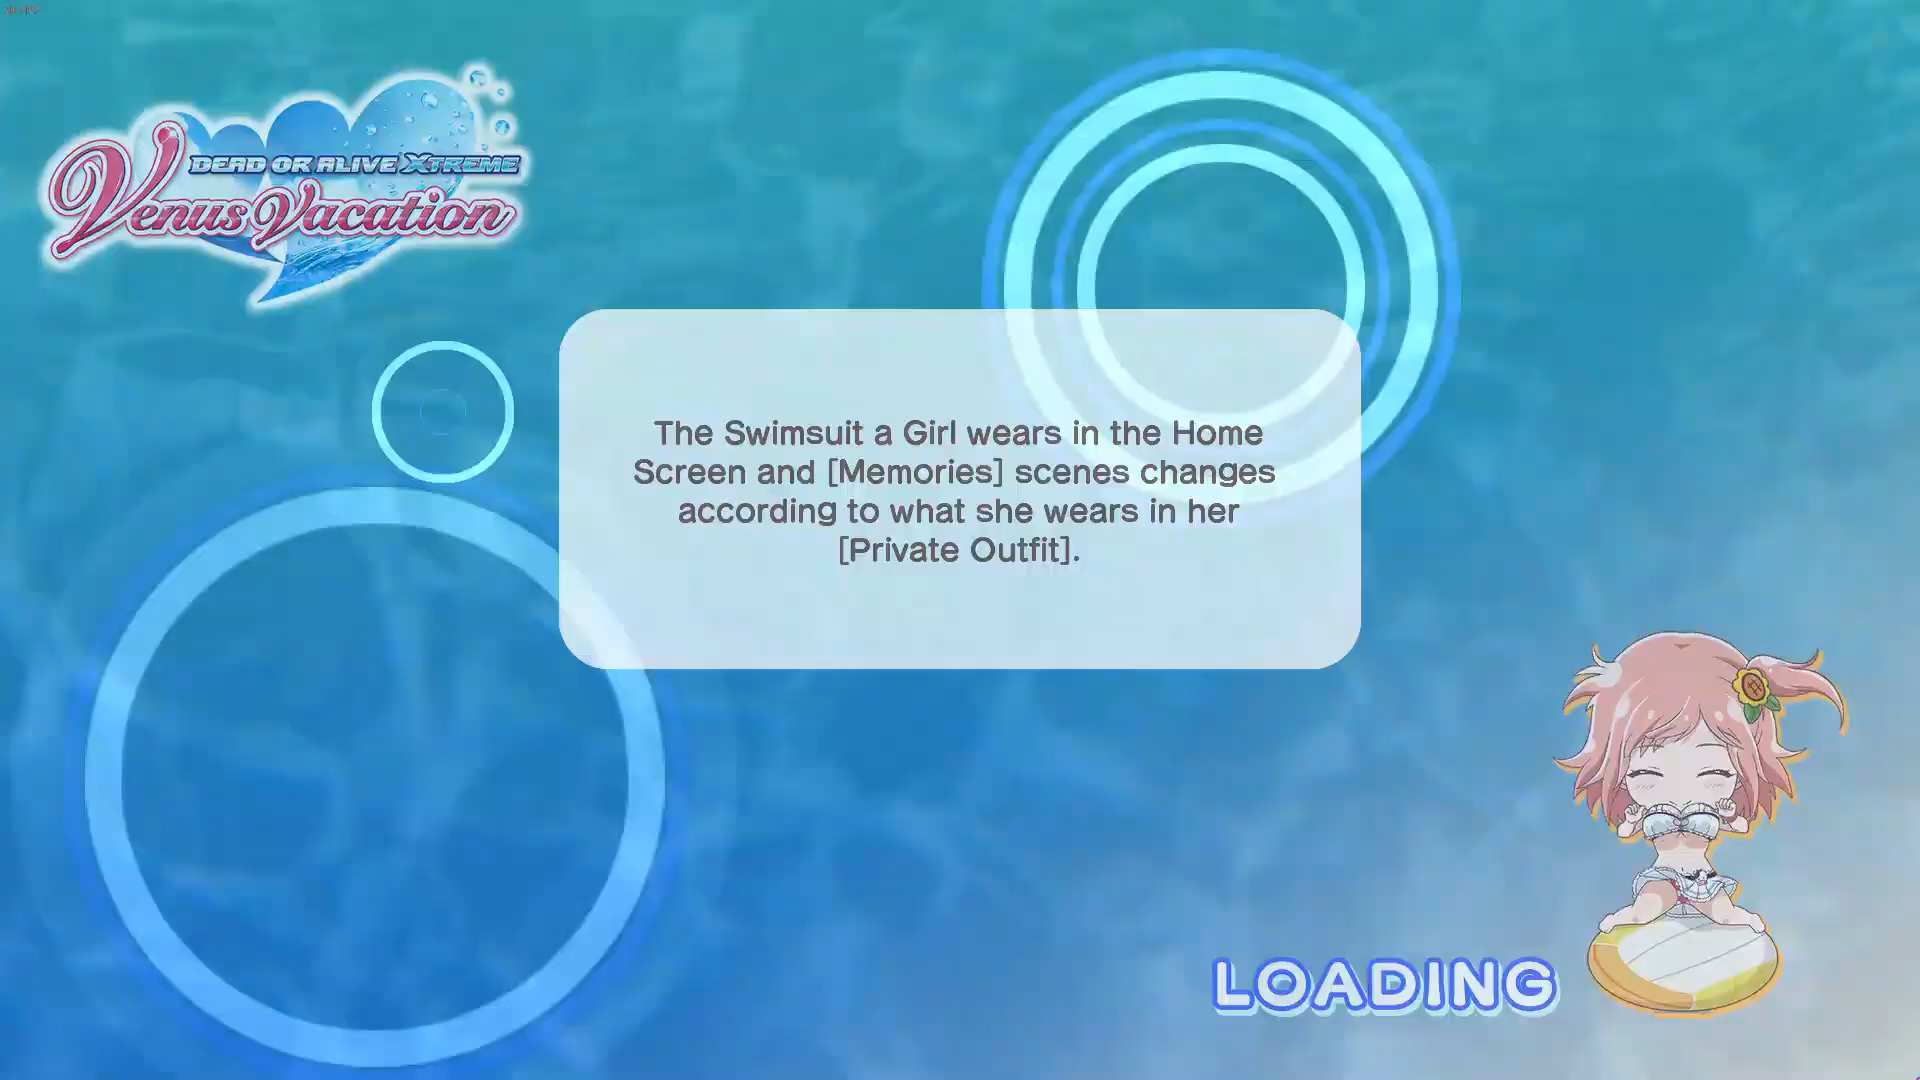 DEAD OR ALIVE XTREME
Venus Vacation
The Swimsuit a Girl wears in the Home
Screen and [Memories] scenes changes
according to what she wears in her
[Private Outfit].
LOADING